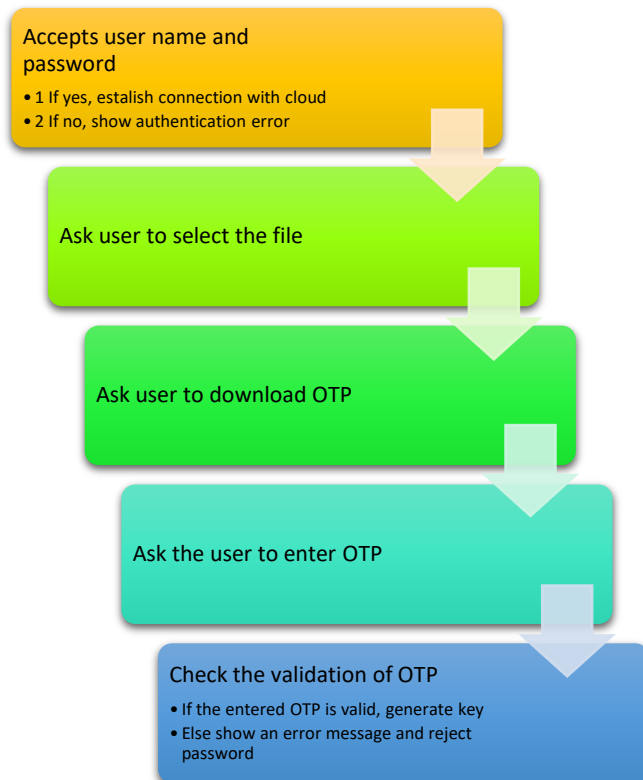 Accepts user name and
password
• 1 If yes, estalish connection with cloud
• 2 If no, show authentication error
Ask user to select the file
Ask user to download OTP
Ask the user to enter OTP
Check the validation of OTP
• If the entered OTP is valid, generate key
• Else show an error message and reject
password